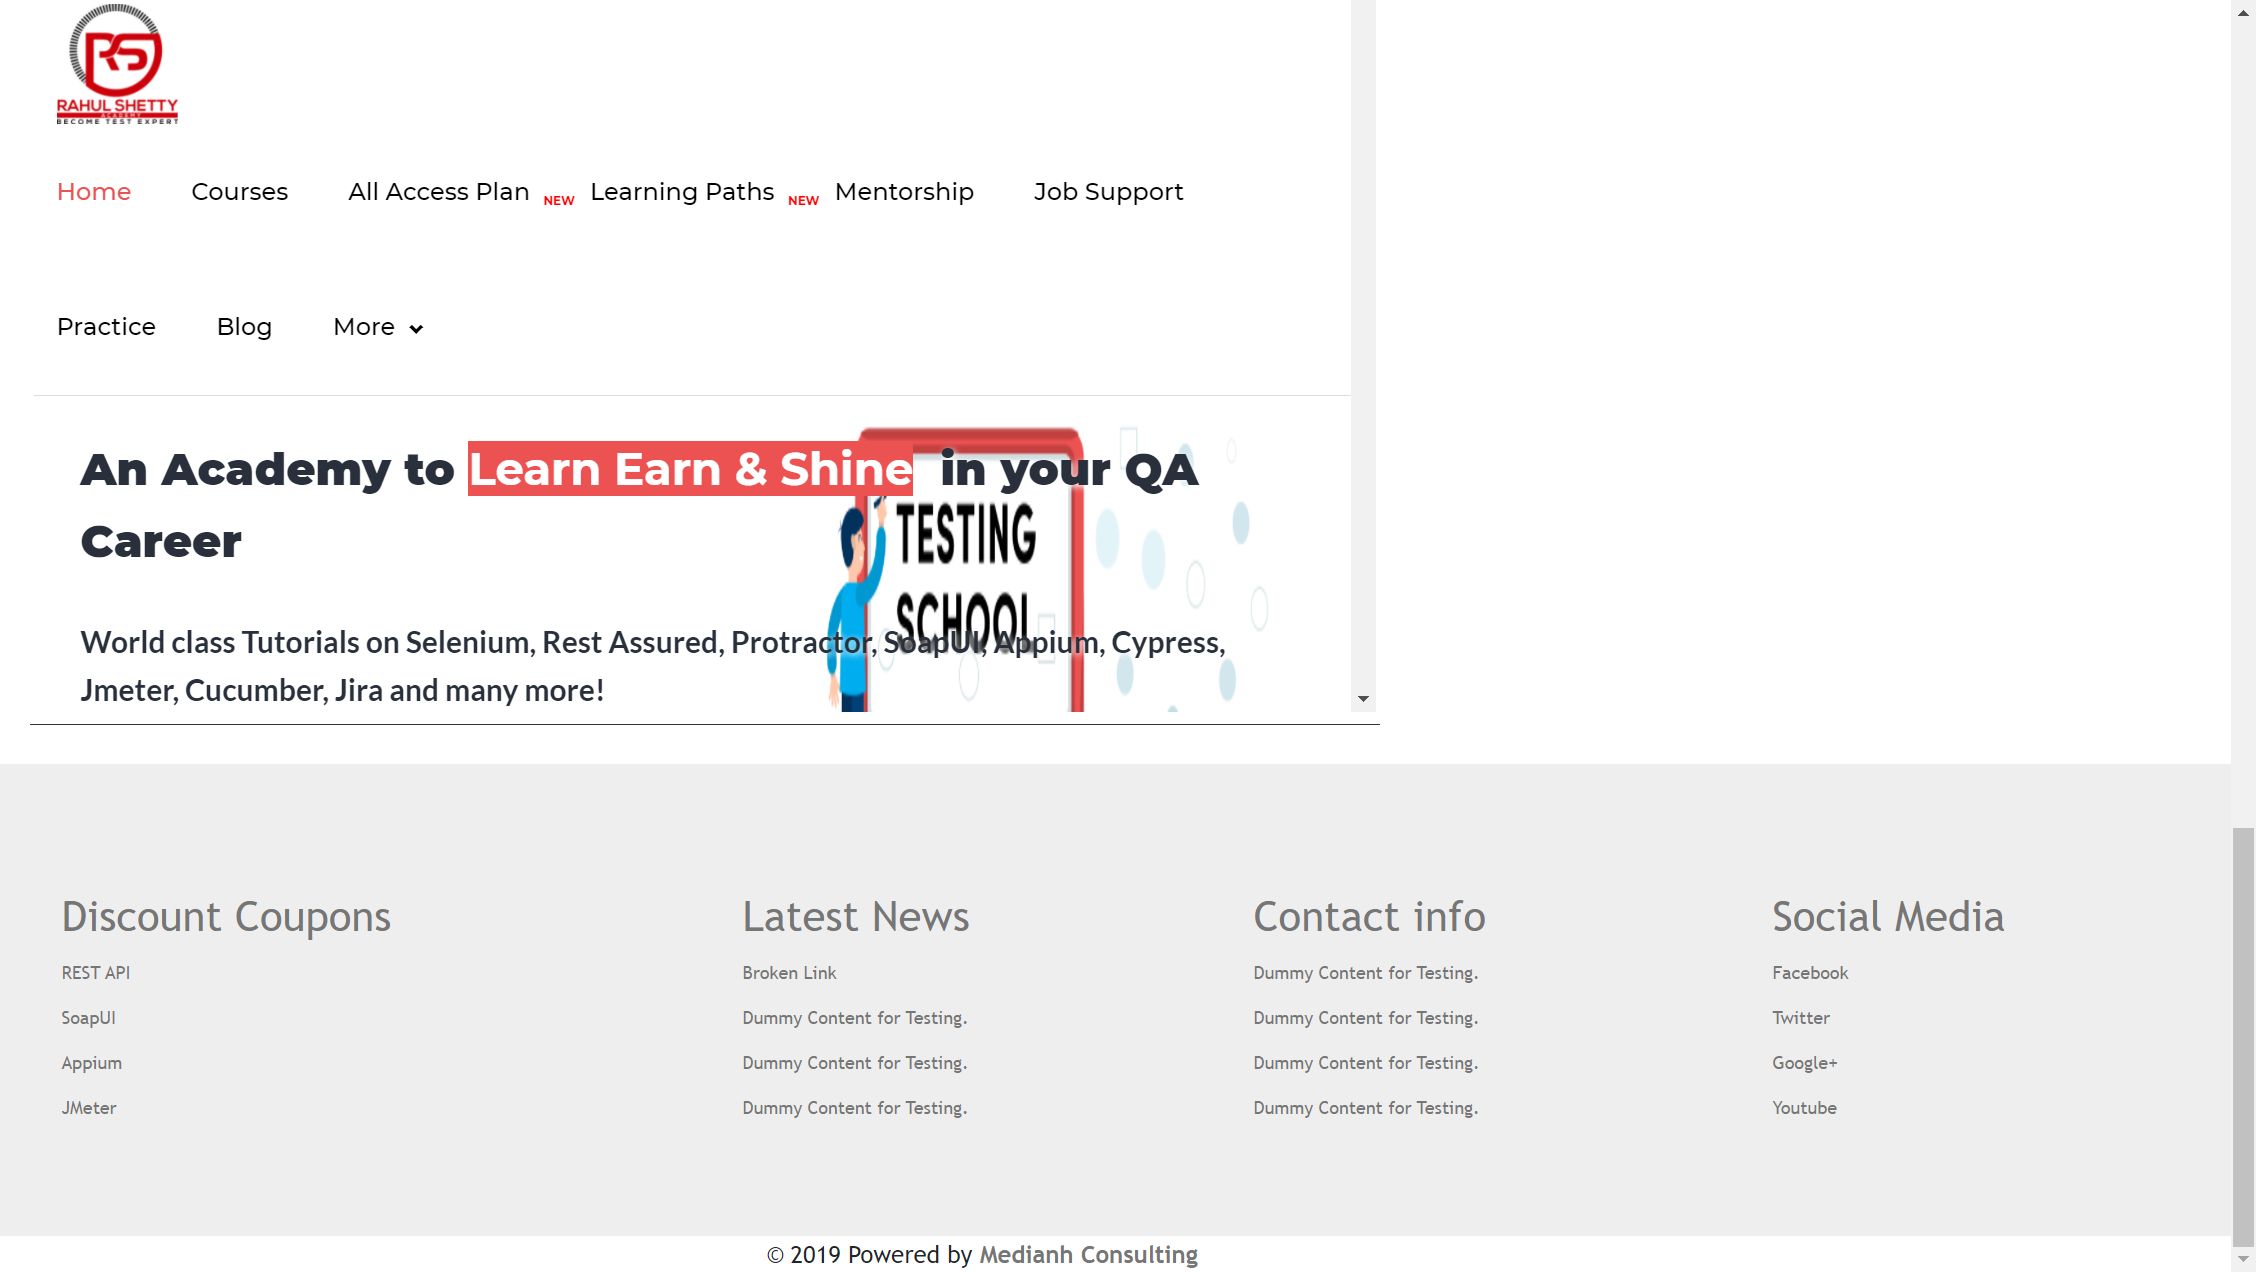 RS
RAHUL SHETTY
ACADEMY
BECOME TEST EXPERT
Home Courses All Access Plan NEW Learning Paths NEW Mentorship Job Support
Practice Blog More
An Academy to Learn Earn & Shine in your QA
Career
TESTING
SCHOOL
World class Tutorials on Selenium, Rest Assured, Protractor, SoapUI, Appium, Cypress,
Jmeter, Cucumber, Jira and many more!
Discount Coupons
REST API
SoapUI
Appium
JMeter
Latest News
Broken Link
Dummy Content for Testing.
Dummy Content for Testing.
Dummy Content for Testing.
Contact info
Dummy Content for Testing.
Dummy Content for Testing.
Dummy Content for Testing.
Dummy Content for Testing.
Social Media
Facebook
Twitter
Google+
Youtube
© 2019 Powered by Medianh Consulting